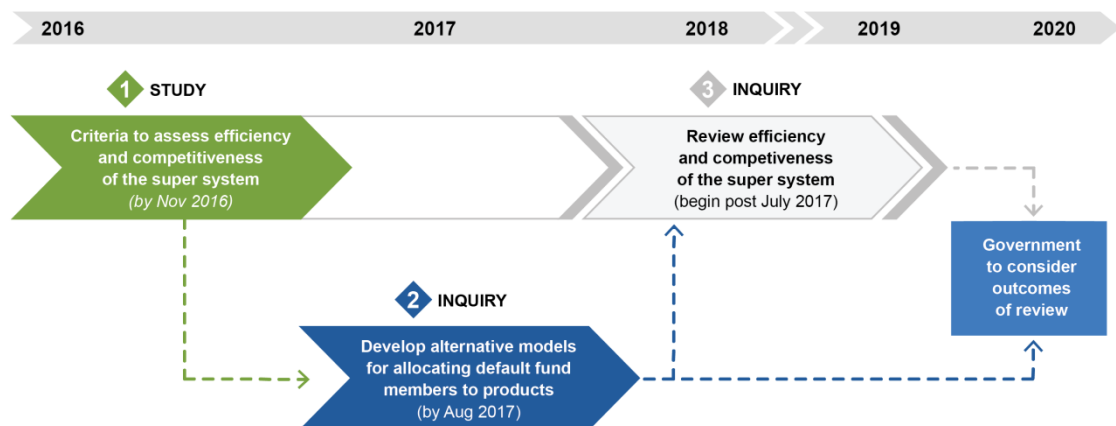 2016 2017 2018 2019 2020
1 STUDY
3 INQUIRY
Criteria to assess efficiency
and competitiveness
of the super system
(by Nov 2016)
Review efficiency
and competiveness
of the super system
(begin post July 2017)
Government
to consider
outcomes
of review
2 INQUIRY
Develop alternative models
for allocating default fund
members to products
(by Aug 2017)